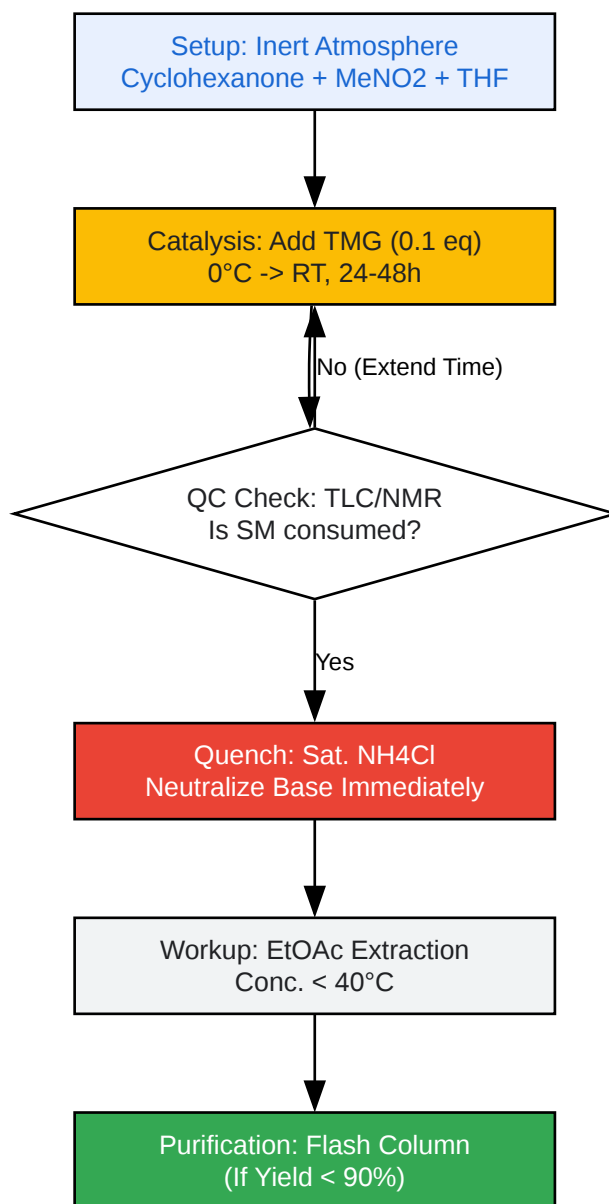 Setup: Inert Atmosphere
Cyclohexanone + MeNO2 + THF
Catalysis: Add TMG (0.1 eq)
0°C -> RT, 24-48h
No (Extend Time)
QC Check: TLC/NMR
Is SM consumed?
Yes
Quench: Sat. NH4Cl
Neutralize Base Immediately
Workup: EtOAc Extraction
Conc. < 40°C
Purification: Flash Column
(If Yield < 90%)